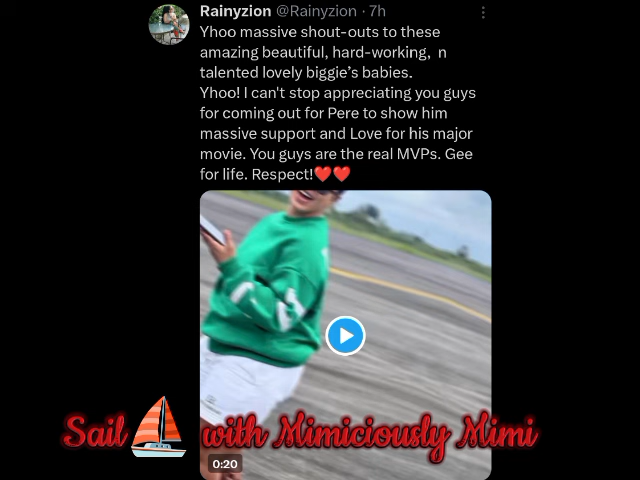 Rainyzion @Rainyzion · 7h
Yhoo massive shout-outs to these
amazing beautiful, hard-working, n
talented lovely biggie’s babies.
Yhoo! I can't stop appreciating you guys
for coming out for Pere to show him
massive support and Love for his major
movie. You guys are the real MVPs. Gee
for life. Respect!❤️❤️
Sail⛵ with Mimiciously Mimi
0:20